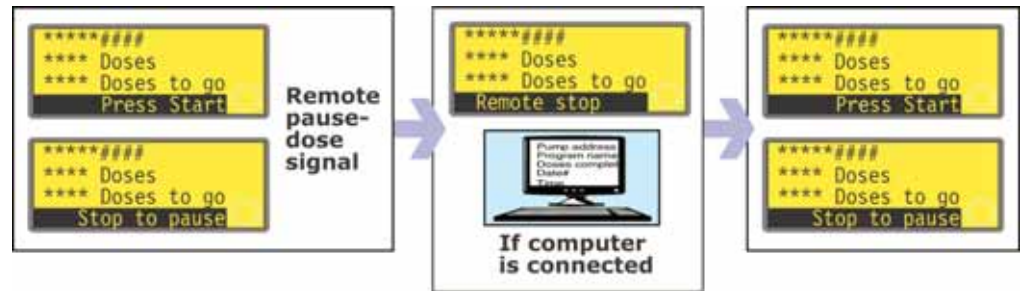 *****####
**** Doses
**** Doses to go
Press Start
*****####
**** Doses
**** Doses to go
Stop to pause
Remote
pause-
dose
signal
*****####
**** Doses
**** Doses to go
Remote stop
Pump address
Program name
Doses complet
Date#
Time
If computer
is connected
*****####
**** Doses
**** Doses to go
Press Start
*****####
**** Doses
**** Doses to go
Stop to pause